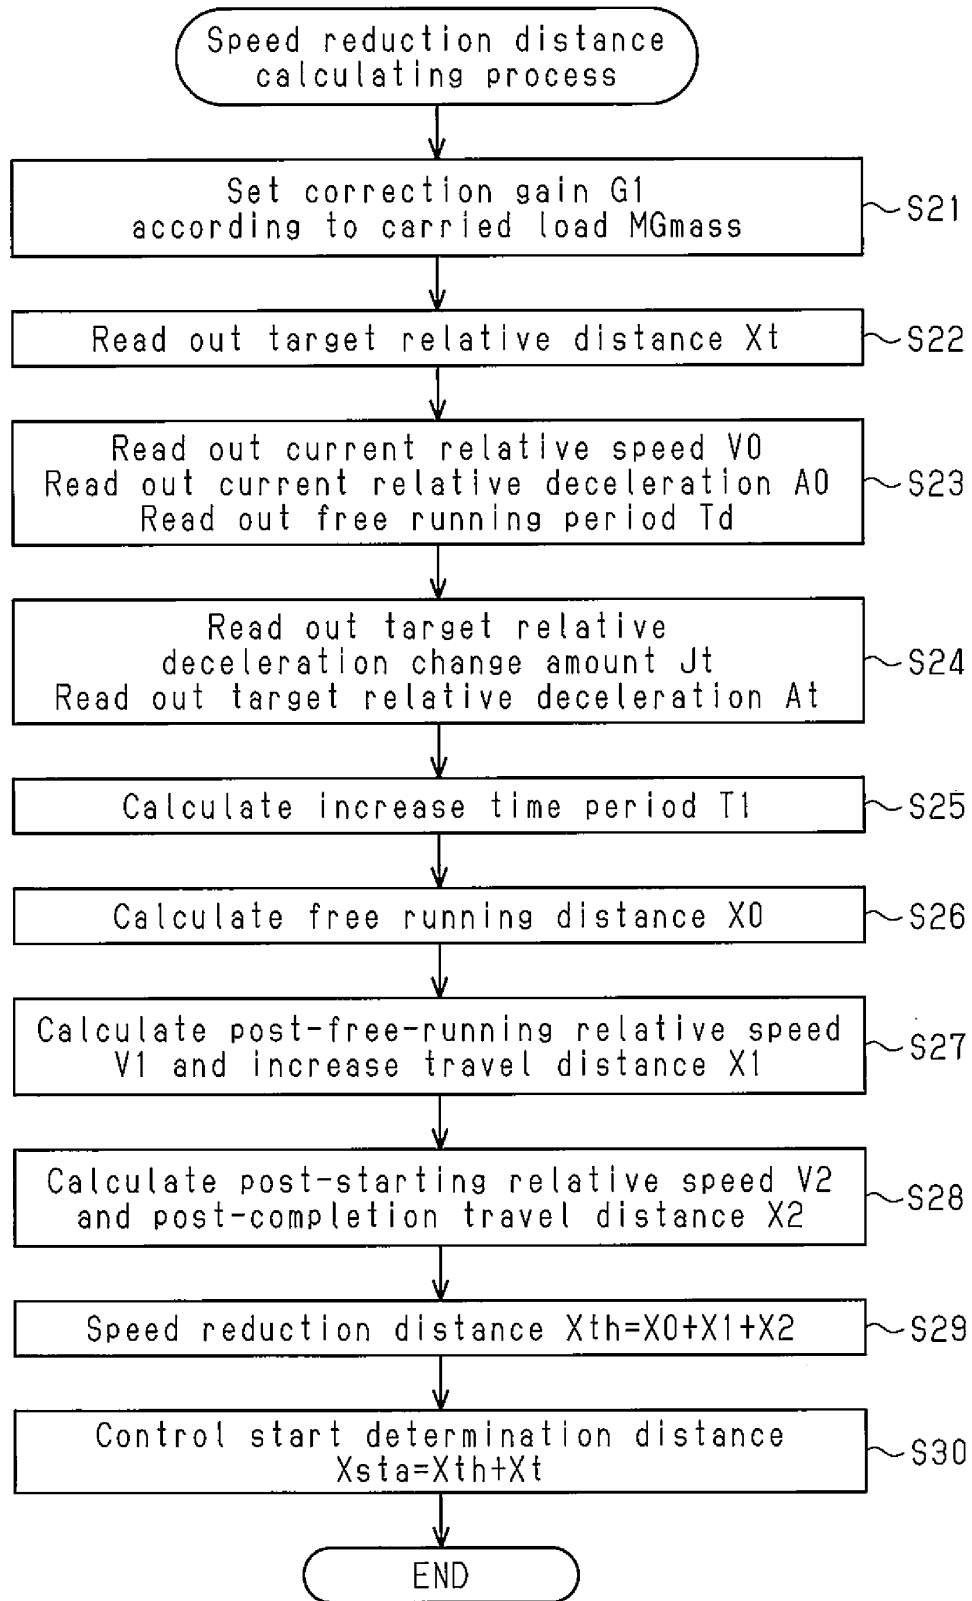 Speed reduction distance
calculating process
Set correction gain G1
according to carried load MGmass
S21
Read out target relative distance Xt
S22
Read out current relative speed V0
Read out current relative deceleration A0
Read out free running period Td
S23
Read out target relative
deceleration change amount Jt
Read out target relative deceleration At
S24
Calculate increase time period T1
S25
Calculate free running distance X0
S26
Calculate post-free-running relative speed
V1 and increase travel distance X1
S27
Calculate post-starting relative speed V2
and post-completion travel distance X2
S28
Speed reduction distance Xth=X0+X1+X2
S29
Control start determination distance
Xsta=Xth+Xt
S30
END